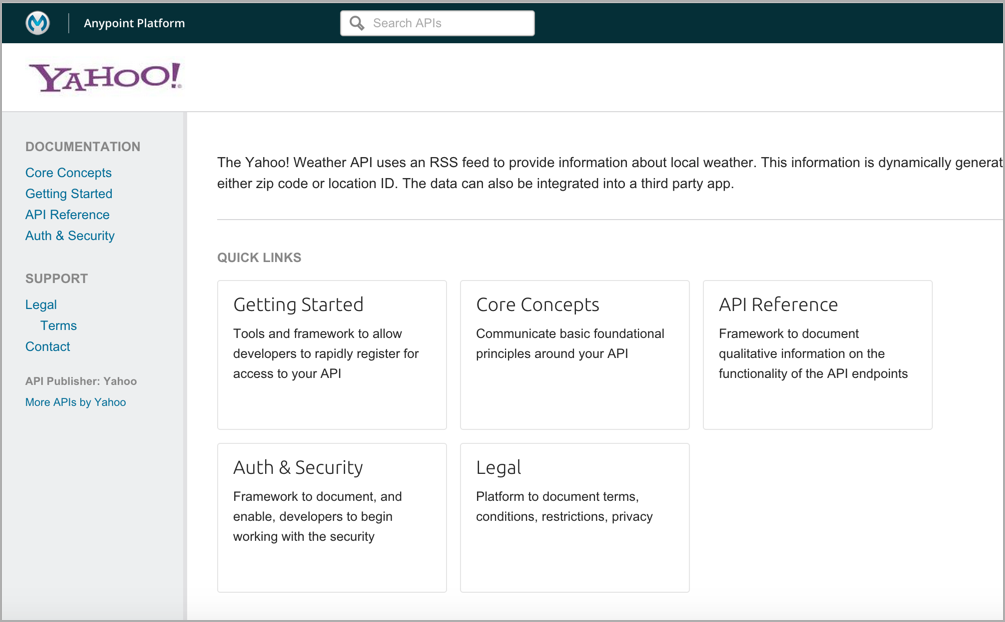 Anypoint Platform
Search APIs
YAHOO!
DOCUMENTATION
Core Concepts
Getting Started
API Reference
Auth & Security
SUPPORT
Legal
Terms
Contact
API Publisher: Yahoo
More APIs by Yahoo
The Yahoo! Weather API uses an RSS feed to provide information about local weather. This information is dynamically generat
either zip code or location ID. The data can also be integrated into a third party app.
QUICK LINKS
Getting Started
Tools and framework to allow
developers to rapidly register for
access to your API
Core Concepts
Communicate basic foundational
principles around your API
API Reference
Framework to document
qualitative information on the
functionality of the API endpoints
Auth & Security
Framework to document, and
enable, developers to begin
working with the security
Legal
Platform to document terms,
conditions, restrictions, privacy